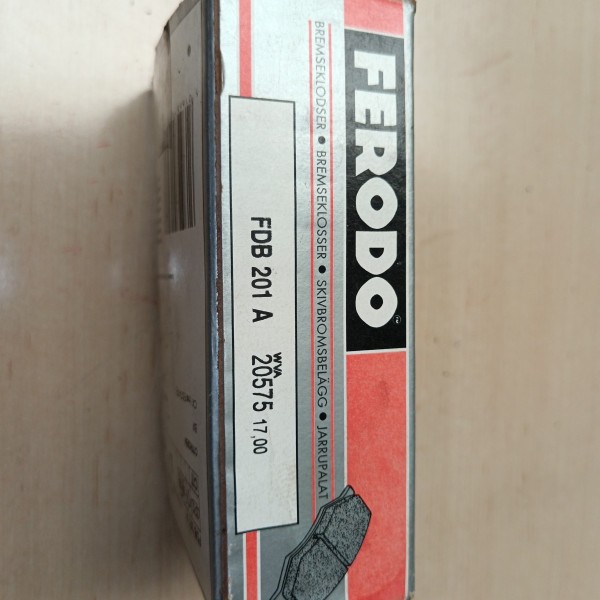 FERODO
BREMSEKLODSER • BREMSEKLOSSER • SKIVBROMSBELÄGG • JARRUPALAT
FDB 201 A WVA 20575 17,00